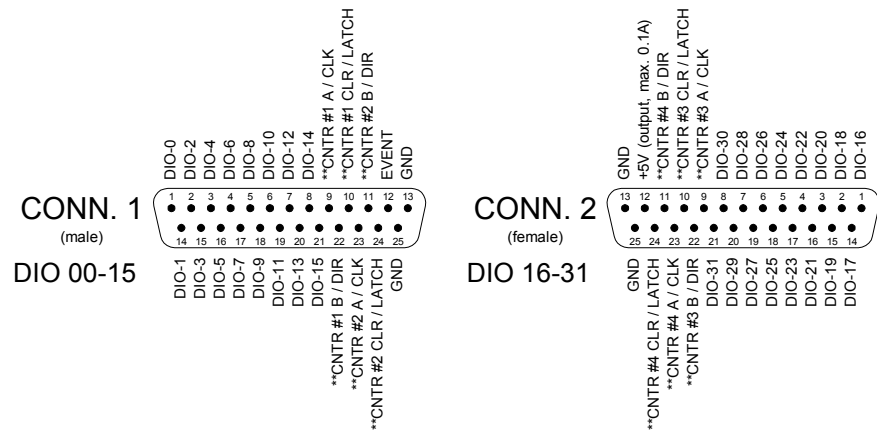 DIO-0
DIO-2
DIO-4
DIO-6
DIO-8
DIO-10
DIO-12
DIO-14
**CNTR #1 A / CLK
**CNTR #1 CLR / LATCH
**CNTR #2 B / DIR
EVENT
GND
CONN. 1
(male)
DIO 00-15
1 2 3 4 5 6 7 8 9 10 11 12 13
14 15 16 17 18 19 20 21 22 23 24 25
DIO-1
DIO-3
DIO-5
DIO-7
DIO-9
DIO-11
DIO-13
DIO-15
**CNTR #1 B / DIR
**CNTR #2 A / CLK
**CNTR #2 CLR / LATCH
GND
GND
+5V (output, max. 0.1A)
**CNTR #4 B / DIR
**CNTR #3 CLR / LATCH
**CNTR #3 A / CLK
DIO-30
DIO-28
DIO-26
DIO-24
DIO-22
DIO-20
DIO-18
DIO-16
CONN. 2
(female)
DIO 16-31
13 12 11 10 9 8 7 6 5 4 3 2 1
25 24 23 22 21 20 19 18 17 16 15 14
GND
**CNTR #4 CLR / LATCH
**CNTR #4 A / CLK
**CNTR #3 B / DIR
DIO-31
DIO-29
DIO-27
DIO-25
DIO-23
DIO-21
DIO-19
DIO-17